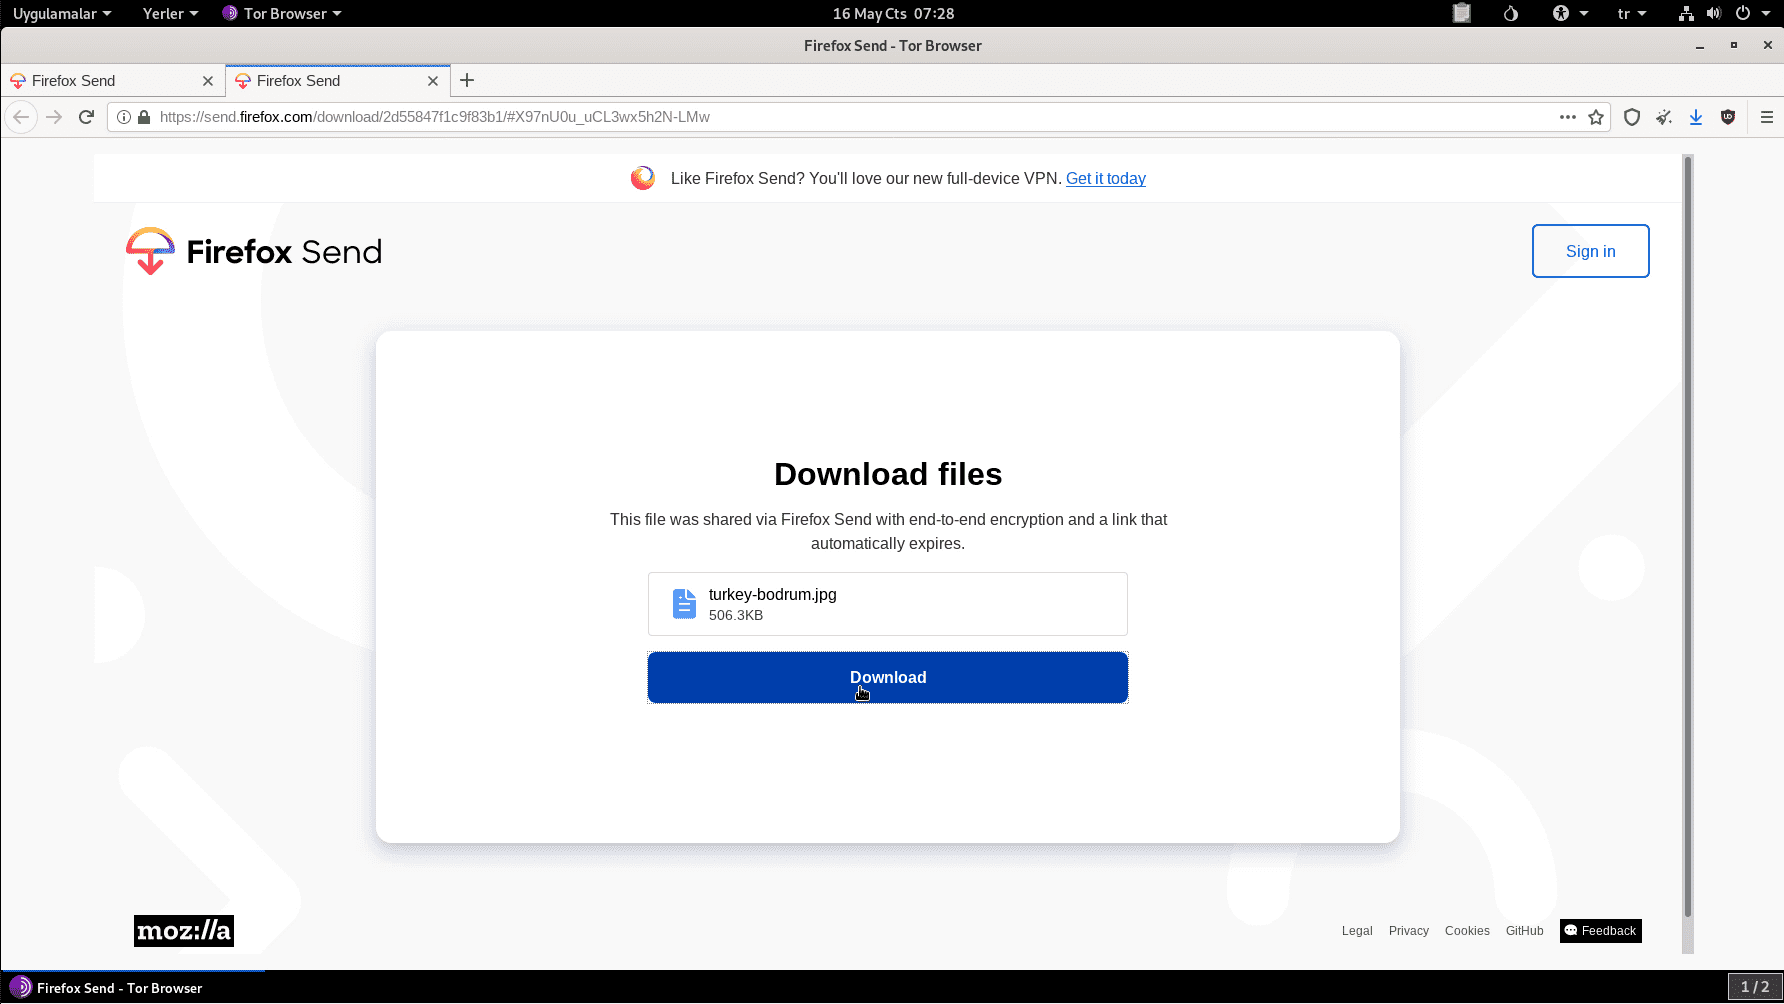 Uygulamalar Yerler Tor Browser 16 May Cts 07:28 tr
Firefox Send - Tor Browser
Firefox Send Firefox Send
https://send.firefox.com/download/2d55847f1c9f83b1/#X97nU0u_uCL3wx5h2N-LMw
Like Firefox Send? You'll love our new full-device VPN. Get it today
Firefox Send
Sign in
Download files
This file was shared via Firefox Send with end-to-end encryption and a link that
automatically expires.
turkey-bodrum.jpg
506.3KB
Download
moz://a
Legal Privacy Cookies GitHub Feedback
Firefox Send - Tor Browser 1 / 2